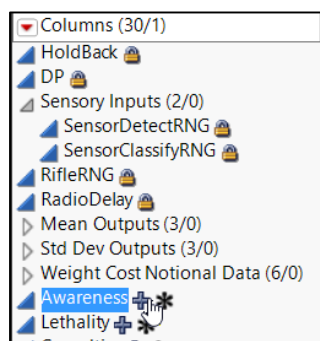 Columns (30/1)
HoldBack
DP
Sensory Inputs (2/0)
SensorDetectRNG
SensorClassifyRNG
RifleRNG
RadioDelay
Mean Outputs (3/0)
Std Dev Outputs (3/0)
Weight Cost Notional Data (6/0)
Awareness
Lethality